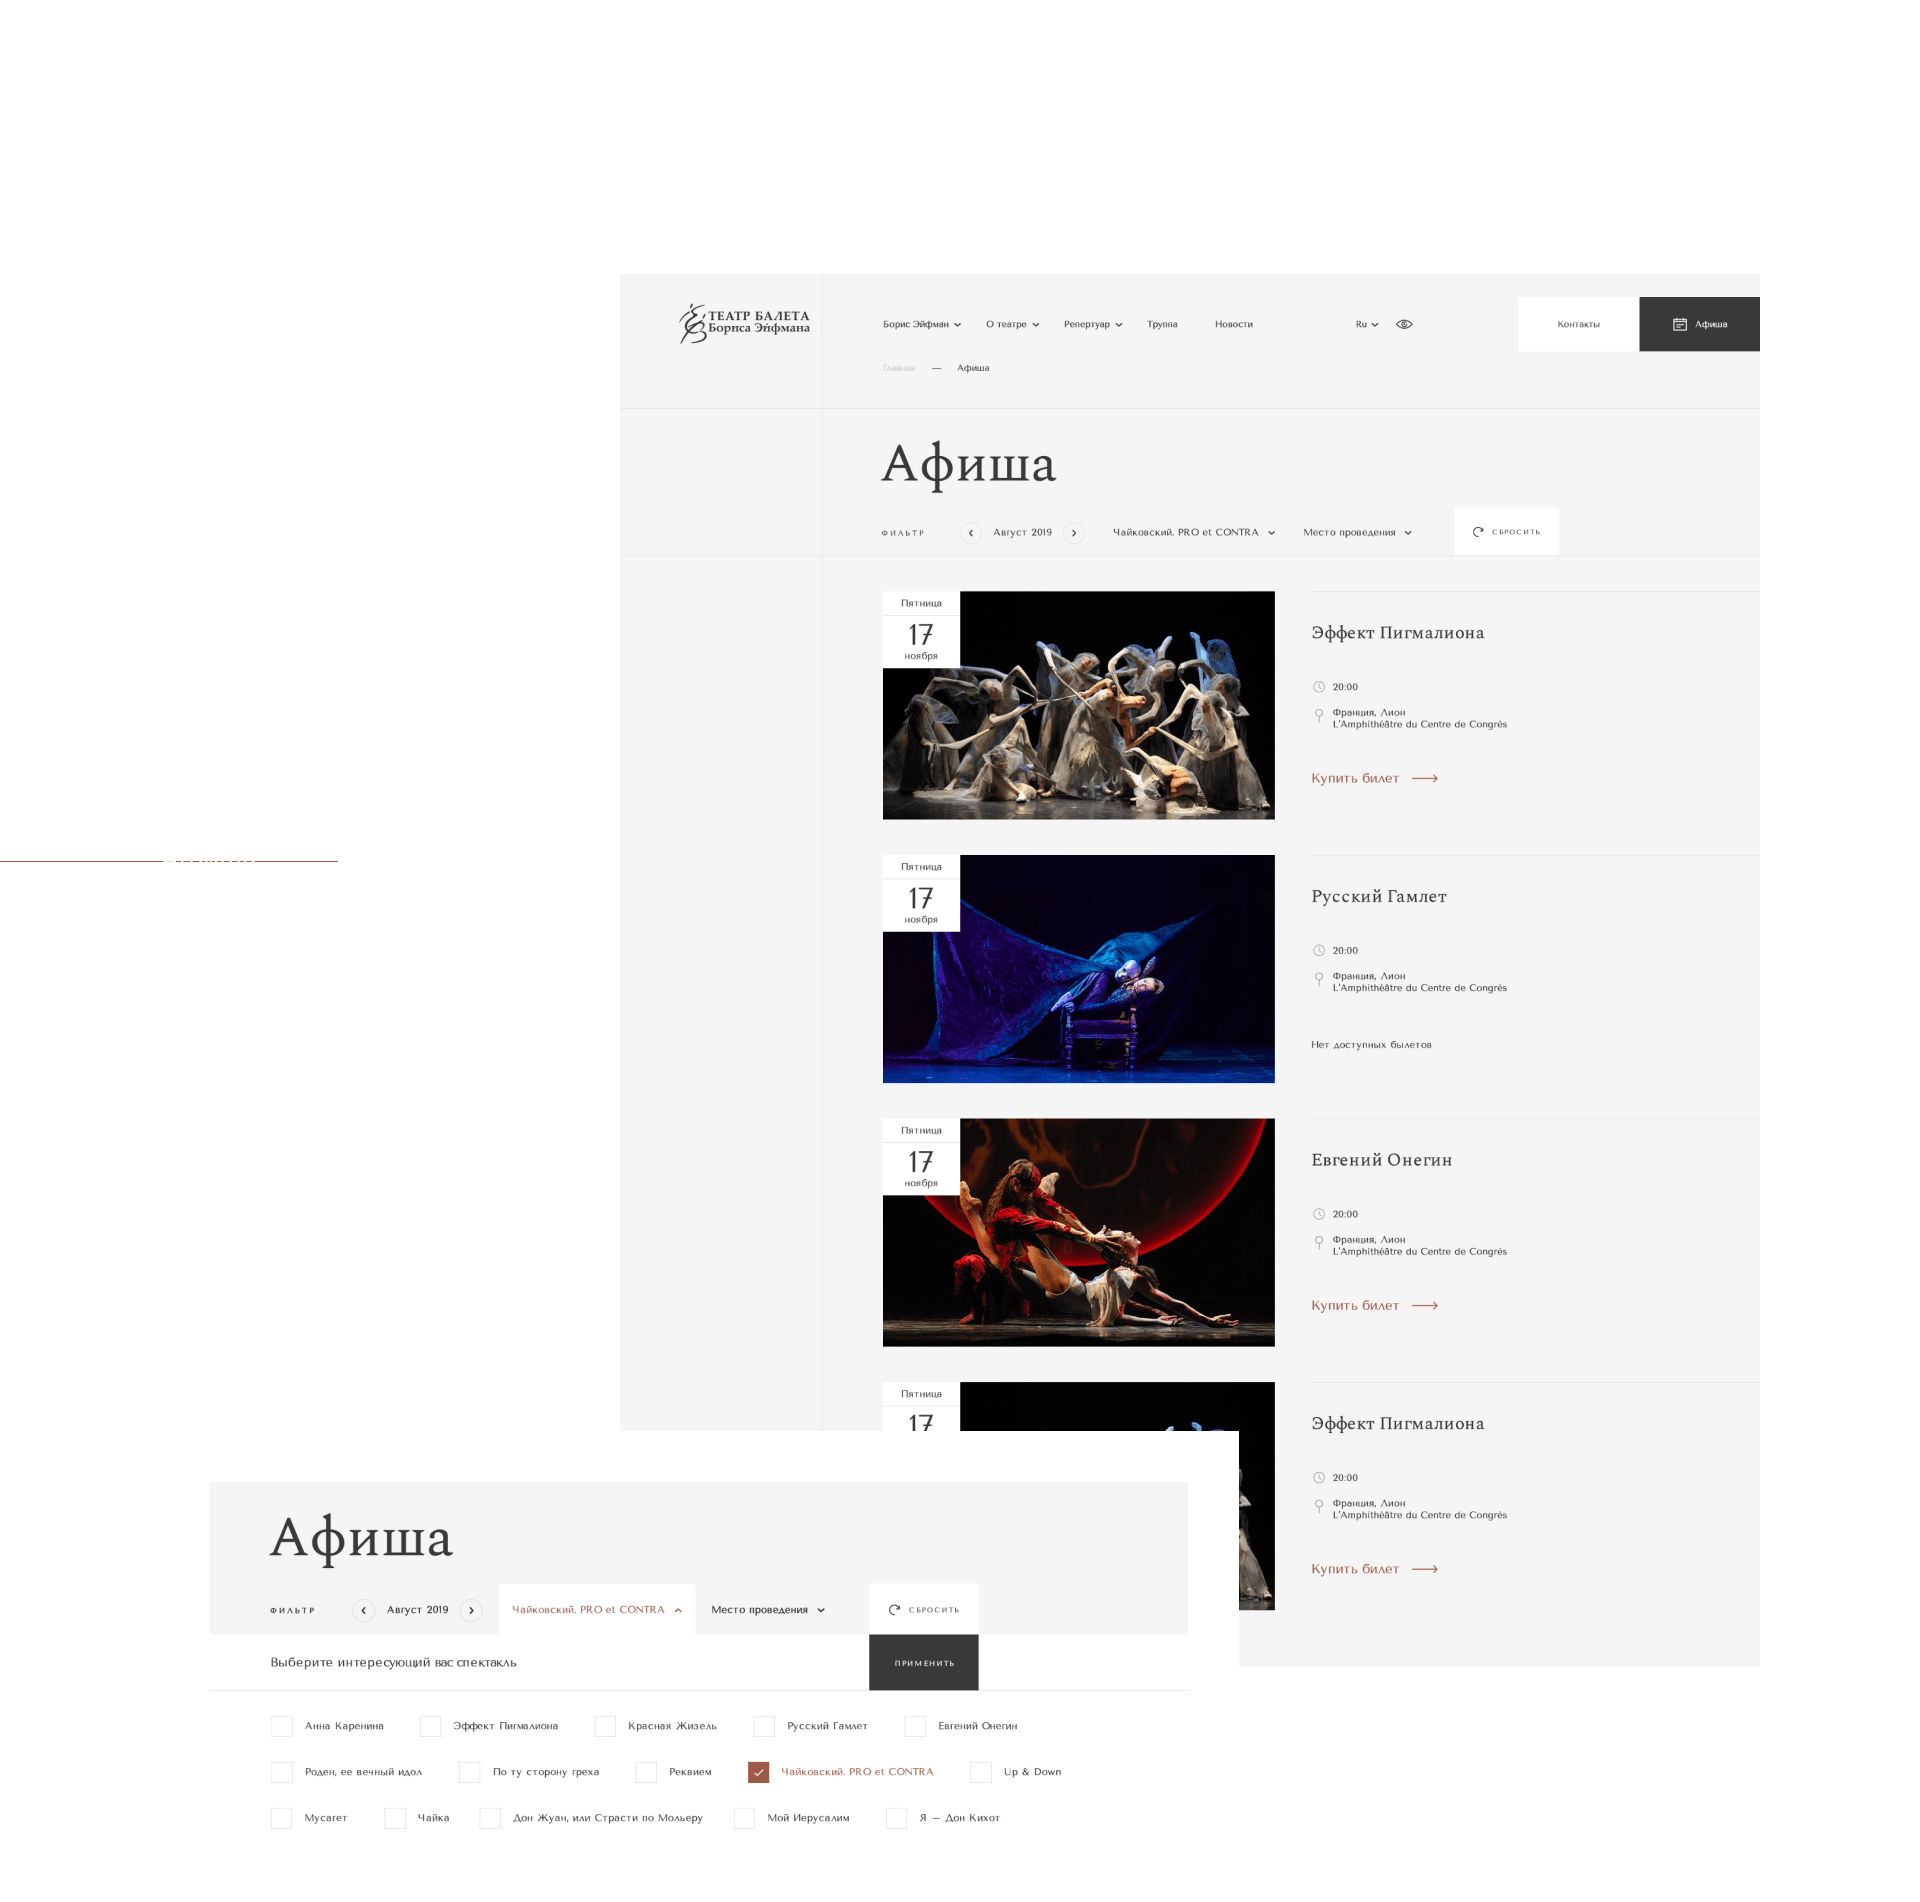 ТЕАТР БАЛЕТА
Бориса Эйфмана
Борис Эйфман
О театре
Репертуар
Труппа
Новости
Ru
Контакты
Афиша
Главная — Афиша
Афиша
ФИЛЬТР
Август 2019
Чайковский. PRO et CONTRA
Место проведения
СБРОСИТЬ
Пятница
17
ноября
Эффект Пигмалиона
20:00
Франция, Лион
L'Amphithéâtre du Centre de Congrès
Купить билет
Пятница
17
ноября
Русский Гамлет
20:00
Франция, Лион
L'Amphithéâtre du Centre de Congrès
Нет доступных былетов
Пятница
17
ноября
Евгений Онегин
20:00
Франция, Лион
L'Amphithéâtre du Centre de Congrès
Купить билет
Пятница
17
Эффект Пигмалиона
20:00
Франция, Лион
L'Amphithéâtre du Centre de Congrès
Купить билет
Афиша
ФИЛЬТР
Август 2019
Чайковский. PRO et CONTRA
Место проведения
СБРОСИТЬ
Выберите интересующий вас спектакль
ПРИМЕНИТЬ
Анна Каренина
Эффект Пигмалиона
Красная Жизель
Русский Гамлет
Евгений Онегин
Роден, ее вечный идол
По ту сторону греха
Реквием
Чайковский. PRO et CONTRA
Up & Down
Мусагет
Чайка
Дон Жуан, или Страсти по Мольеру
Мой Иерусалим
Я – Дон Кихот